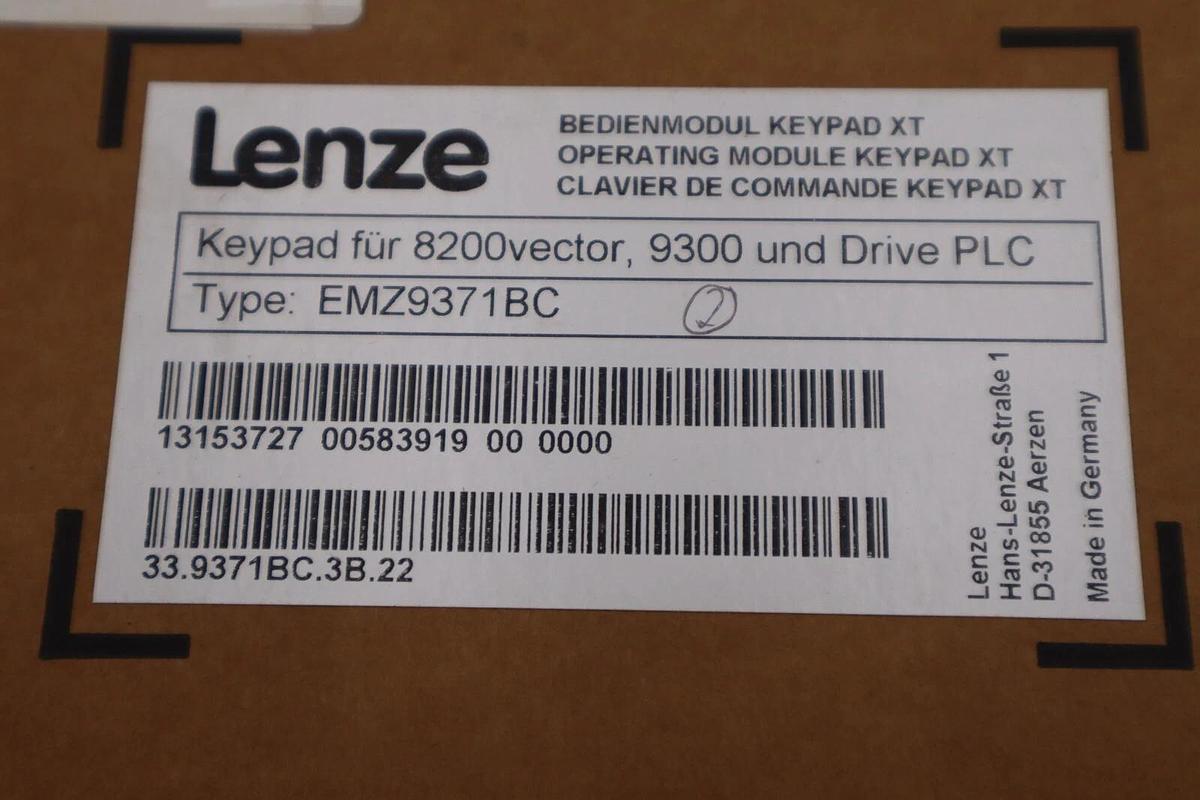 Lenze
BEDIENMODUL KEYPAD XT
OPERATING MODULE KEYPAD XT
CLAVIER DE COMMANDE KEYPAD XT
Keypad für 8200vector, 9300 und Drive PLC
Type: EMZ9371BC
2
13153727 00583919 00 0000
33.9371BC.3B.22
Lenze
Hans-Lenze-Straße 1
D-31855 Aerzen
Made in Germany